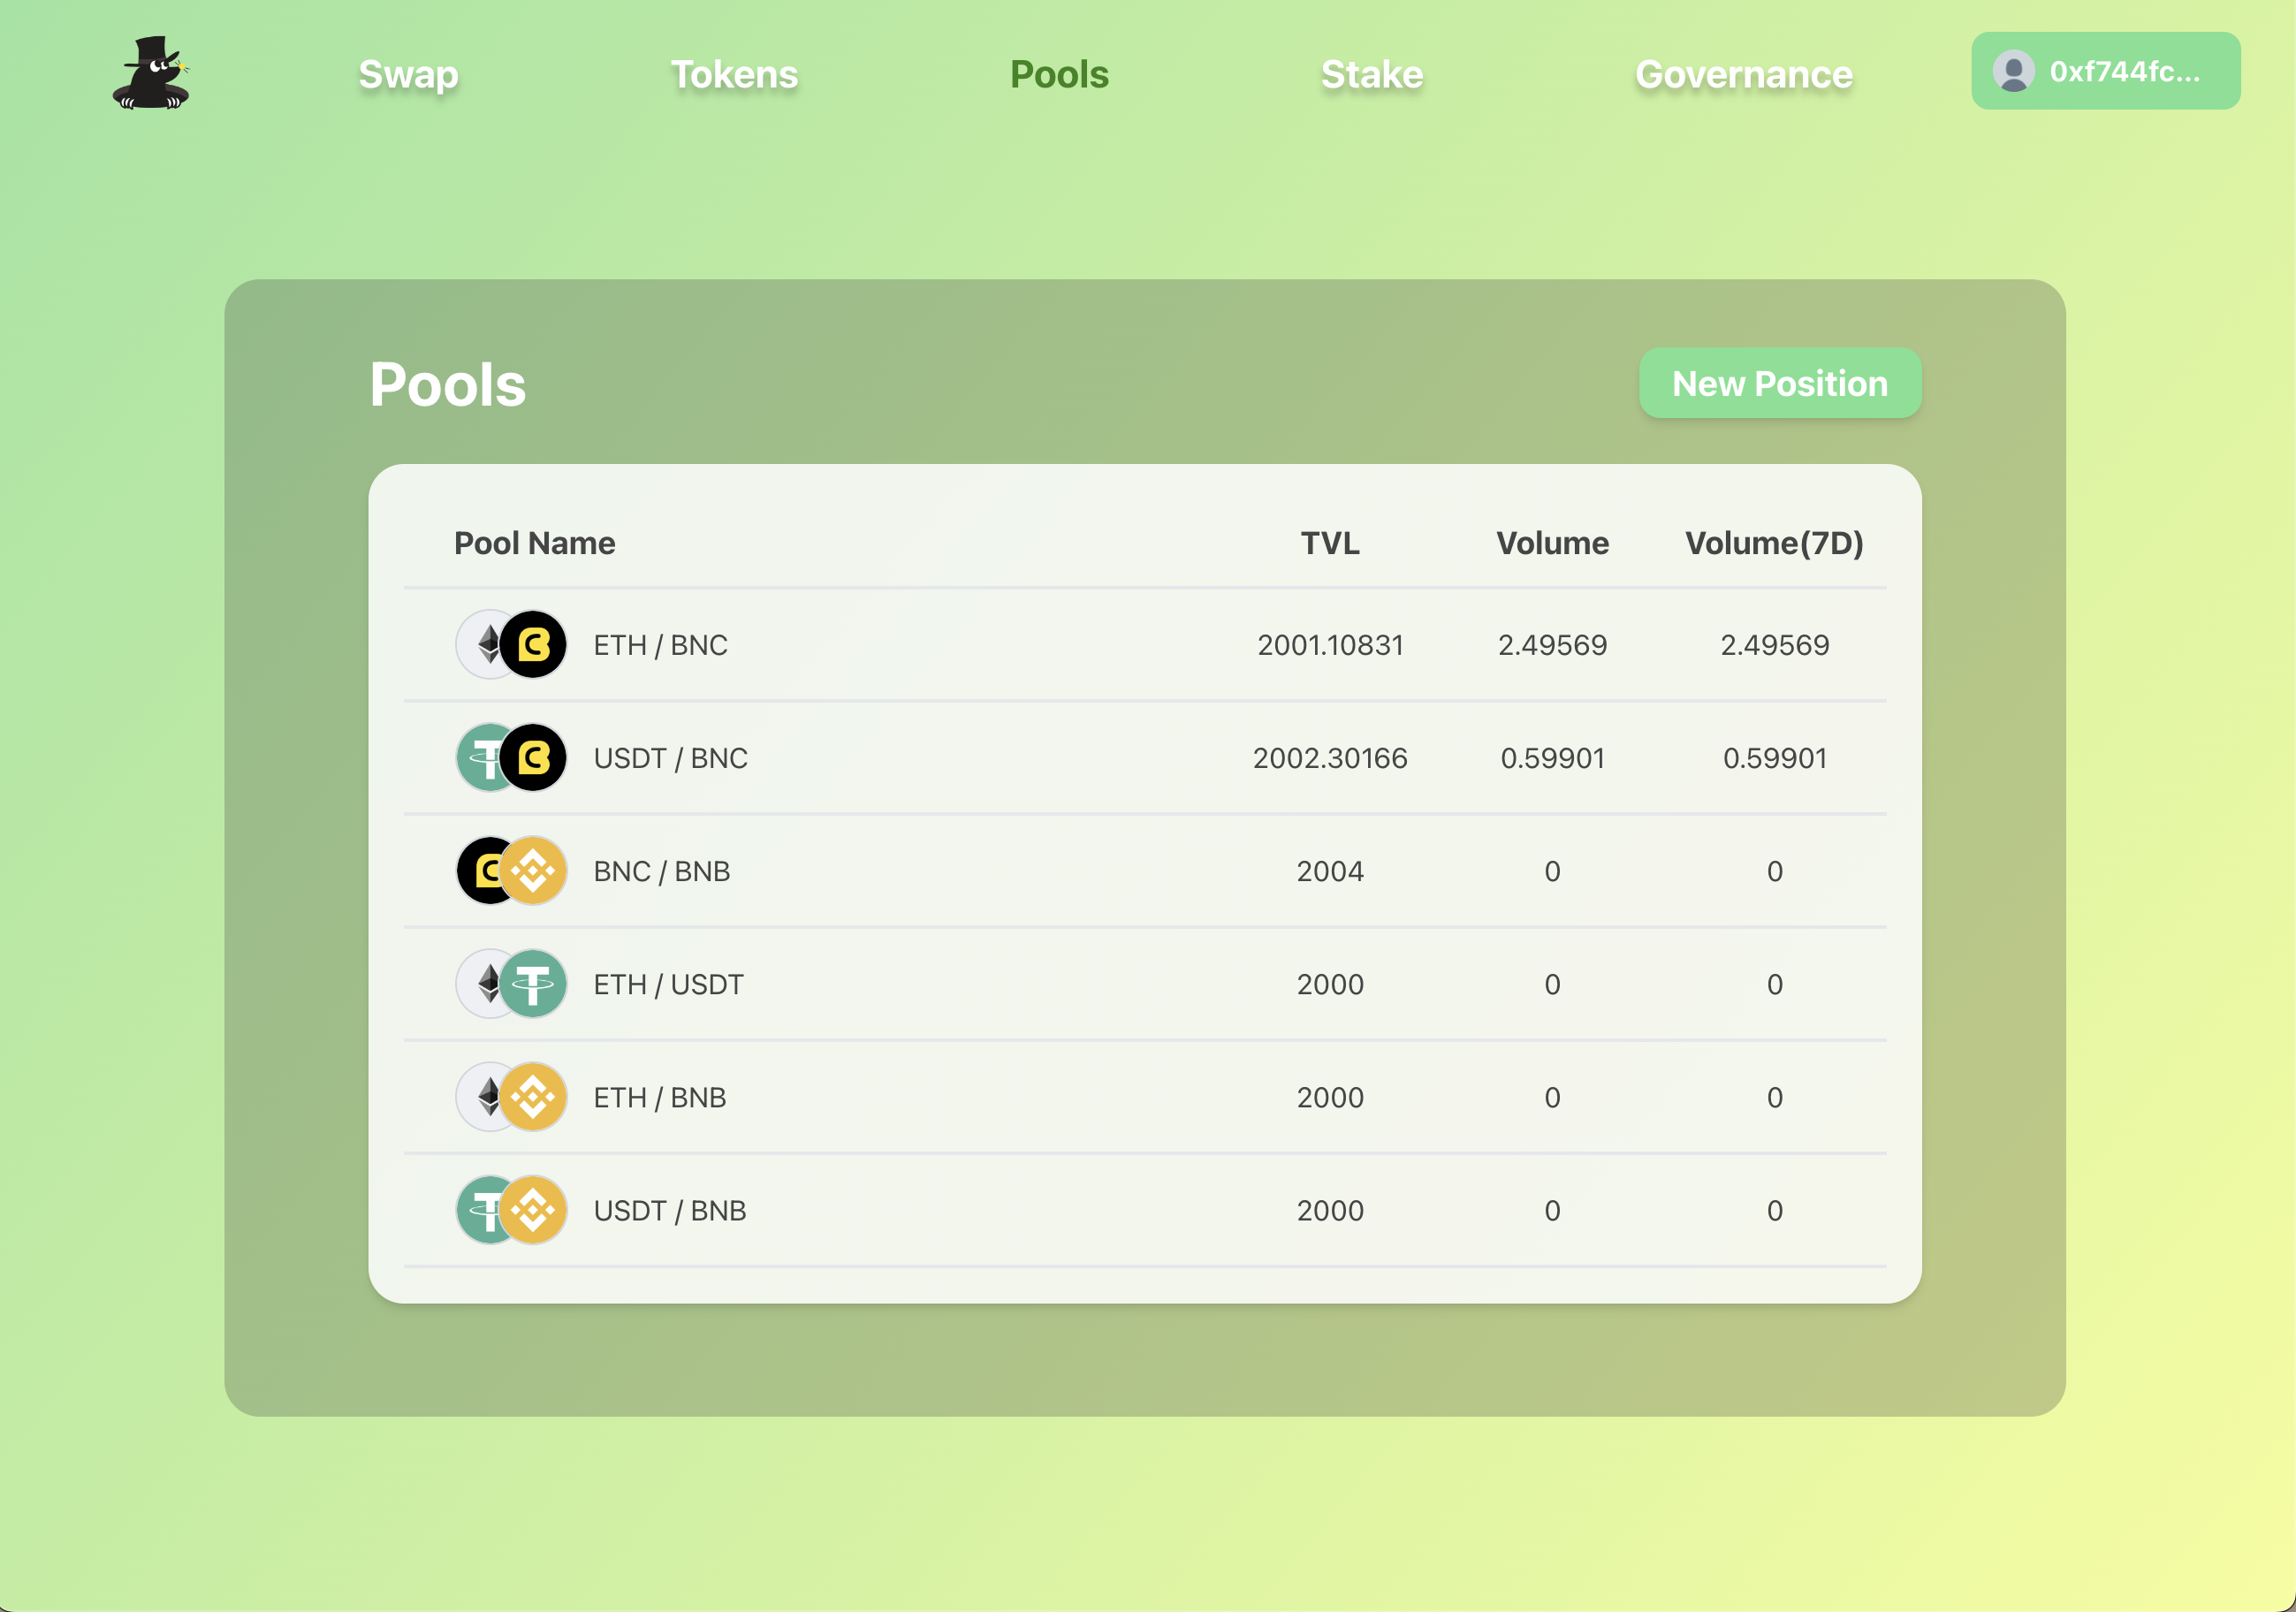 Swap Tokens Pools Stake Governance 0xf744fc...
Pools New Position
Pool Name TVL Volume Volume(7D)
ETH / BNC 2001.10831 2.49569 2.49569
USDT / BNC 2002.30166 0.59901 0.59901
BNC / BNB 2004 0 0
ETH / USDT 2000 0 0
ETH / BNB 2000 0 0
USDT / BNB 2000 0 0